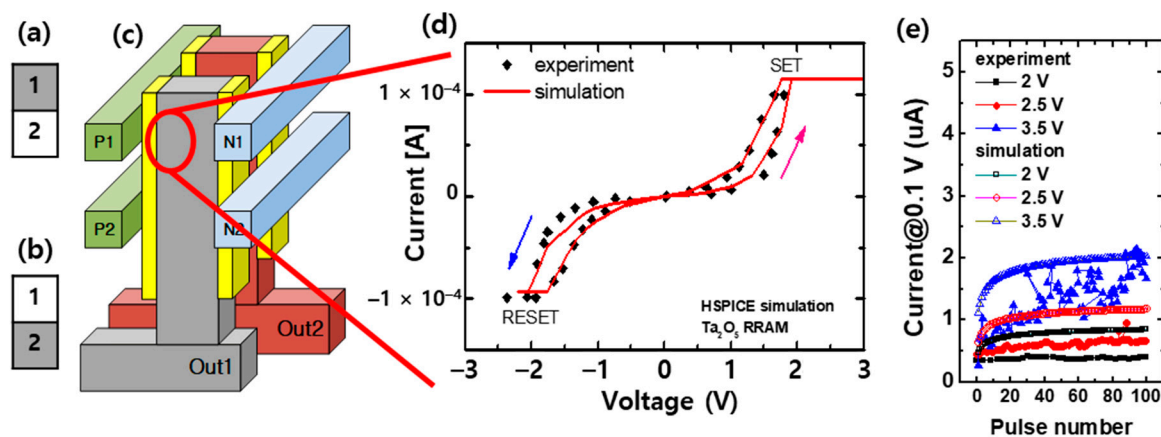 (a)
1
2
(b)
1
2
(c)
P1
P2
N1
N2
Out1
Out2
(d)
experiment
simulation
SET
RESET
HSPICE simulation
Ta₂O₅ RRAM
Current [A]
1 × 10⁻⁴
0
−1 × 10⁻⁴
−3 −2 −1 0 1 2 3
Voltage (V)
(e)
experiment
2 V
2.5 V
3.5 V
simulation
2 V
2.5 V
3.5 V
Current@0.1 V (uA)
5
4
3
2
1
0
0 20 40 60 80 100
Pulse number